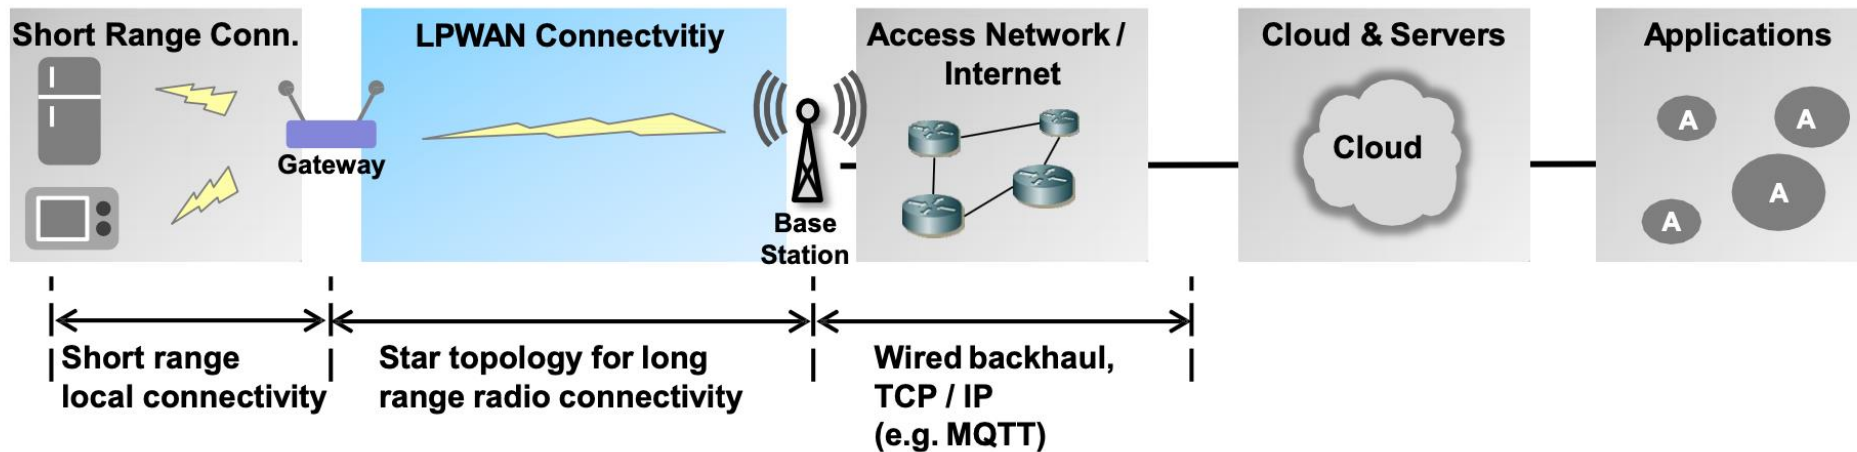 Short Range Conn.
LPWAN Connectvitiy
Access Network /
Internet
Cloud & Servers
Applications
Gateway
Base
Station
Cloud
A
A
A
A
Short range
local connectivity
Star topology for long
range radio connectivity
Wired backhaul,
TCP / IP
(e.g. MQTT)